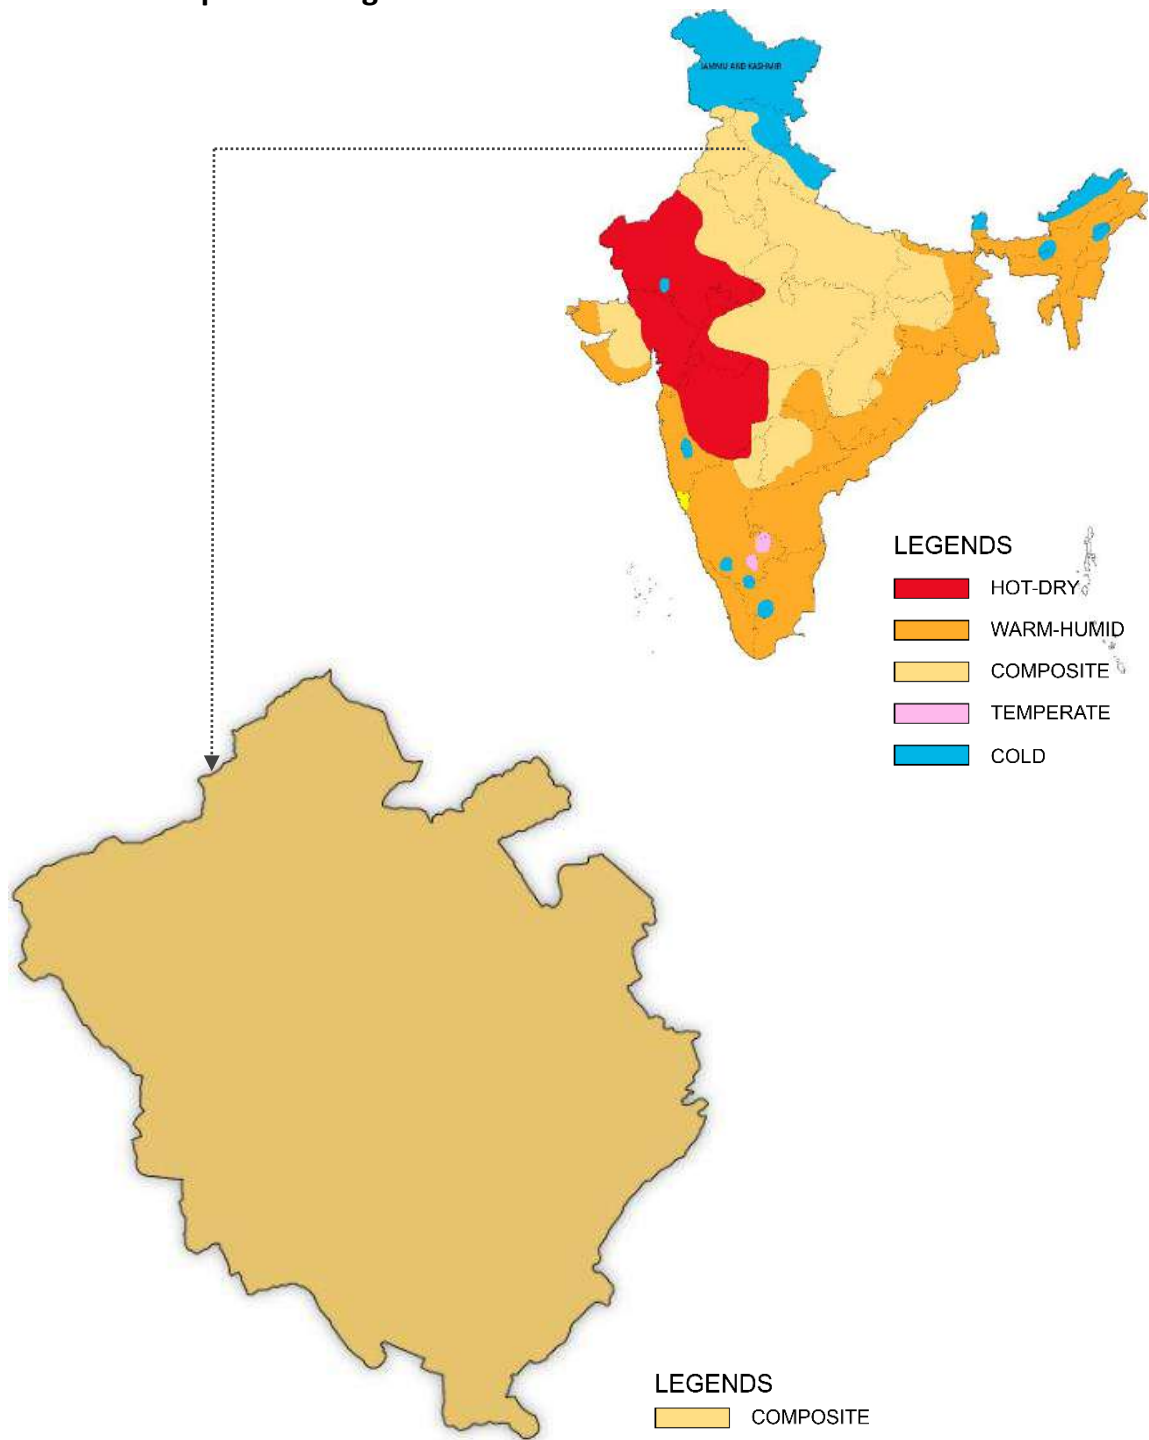 JAMMU AND KASHMIR
LEGENDS
HOT-DRY
WARM-HUMID
COMPOSITE
TEMPERATE
COLD
LEGENDS
COMPOSITE